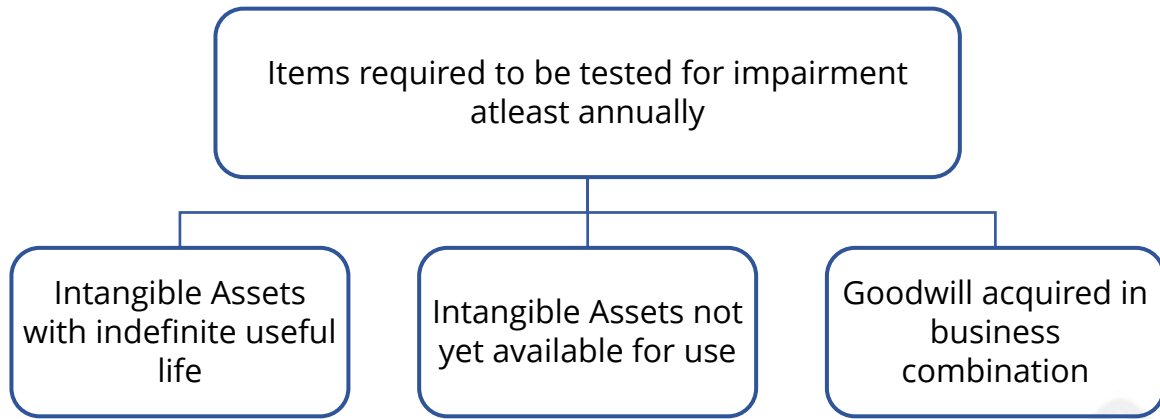 Items required to be tested for impairment
atleast annually
Intangible Assets
with indefinite useful
life
Intangible Assets not
yet available for use
Goodwill acquired in
business
combination